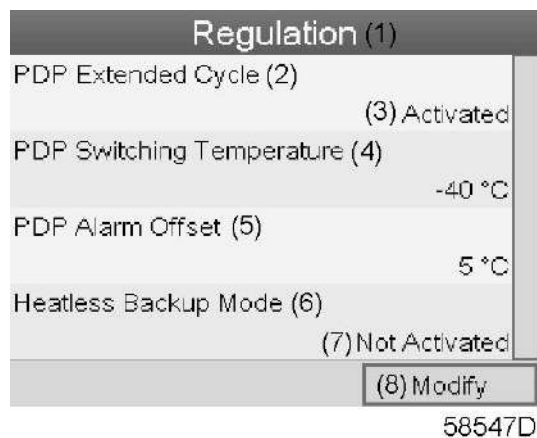 Regulation (1)
PDP Extended Cycle (2)
(3) Activated
PDP Switching Temperature (4)
-40 °C
PDP Alarm Offset (5)
5 °C
Heatless Backup Mode (6)
(7) Not Activated
(8) Modify
58547D